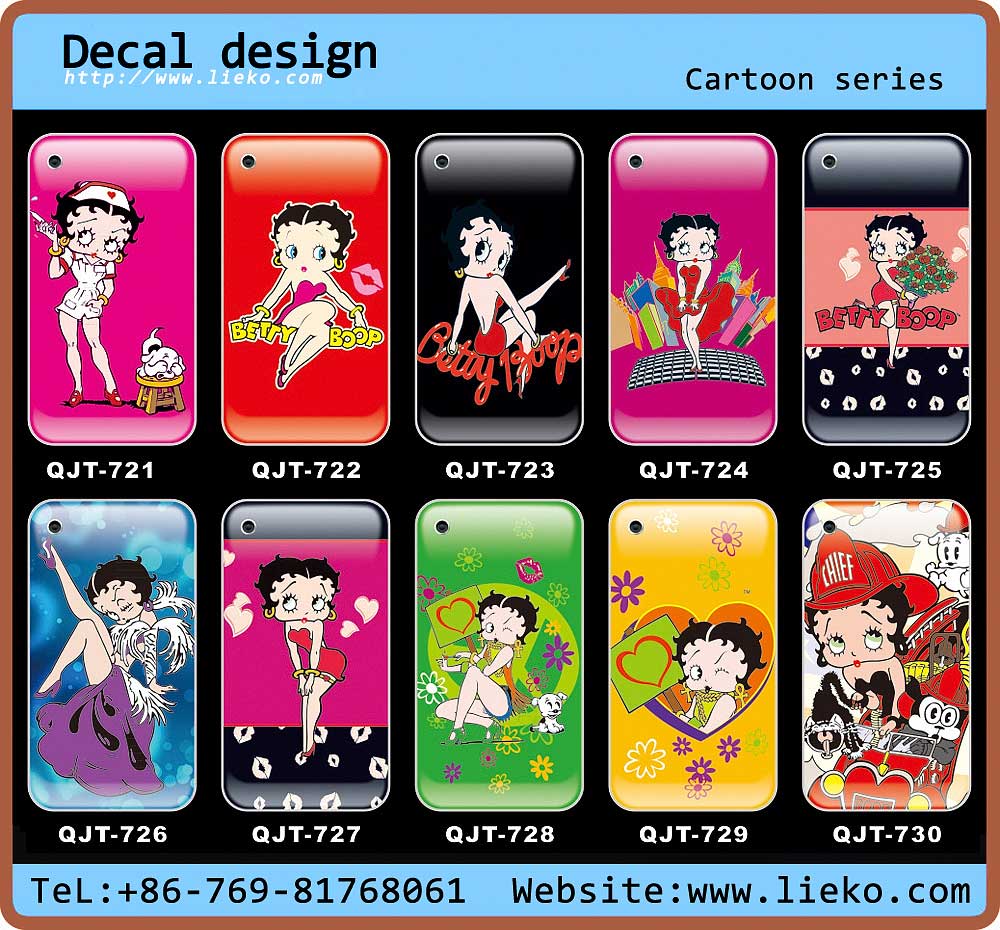 Decal design
http://www.lieko.com
Cartoon series
BETTY BOOP
Betty Boop
BETTY BOOP™
QJT-721
QJT-722
QJT-723
QJT-724
QJT-725
™
CHIEF
QJT-726
QJT-727
QJT-728
QJT-729
QJT-730
TeL:+86-769-81768061
Website:www.lieko.com